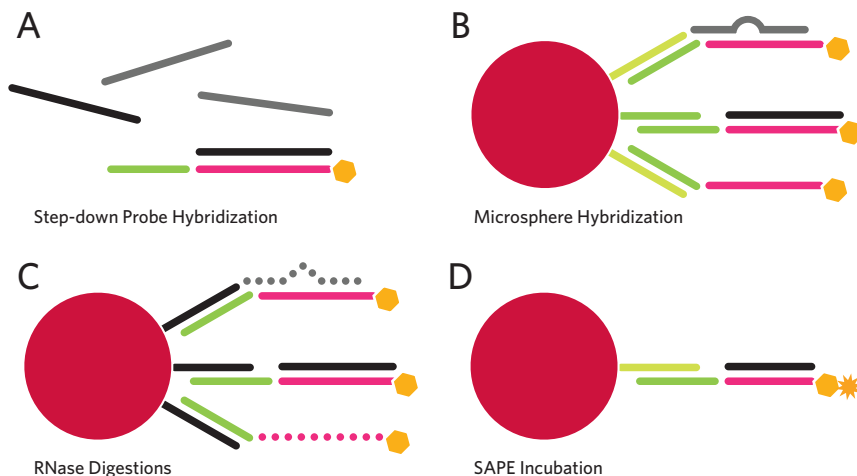 A
Step-down Probe Hybridization
B
Microsphere Hybridization
C
RNase Digestions
D
SAPE Incubation